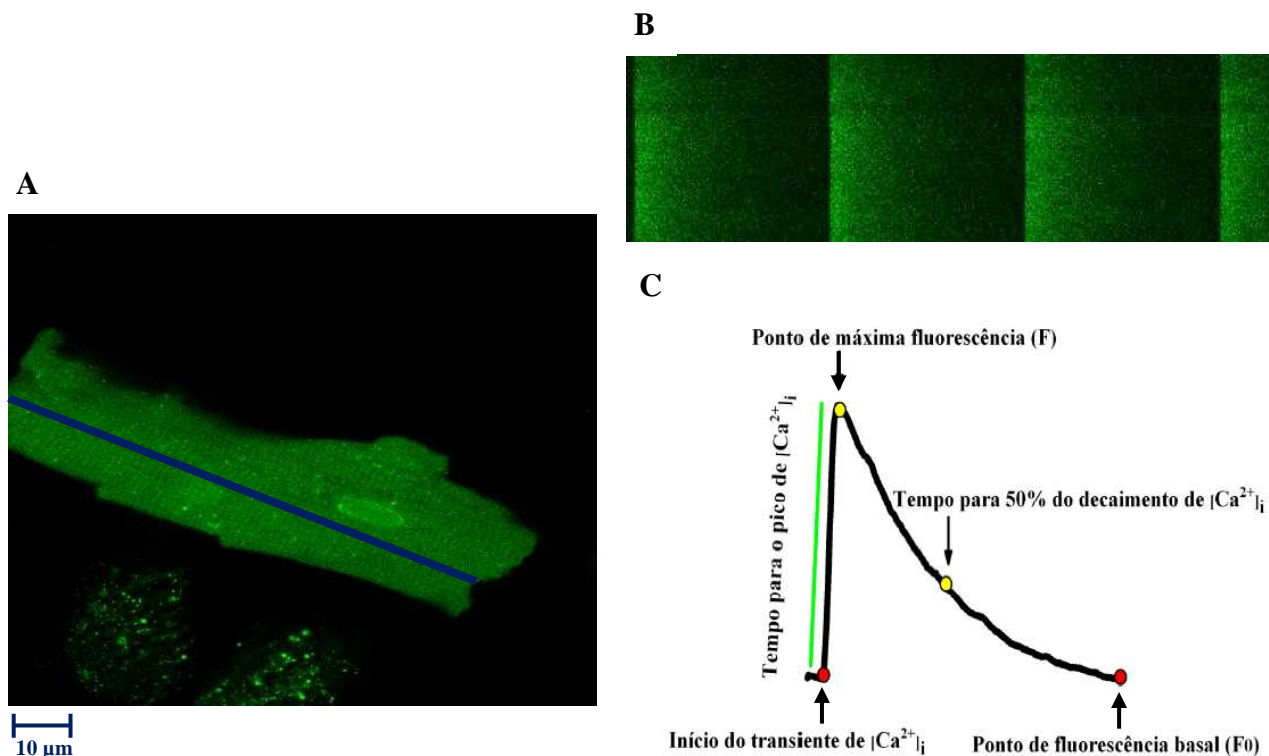 B
A
C
Ponto de máxima fluorescência (F)
Tempo para o pico de [Ca²⁺]ᵢ
Tempo para 50% do decaimento de [Ca²⁺]ᵢ
Início do transiente de [Ca²⁺]ᵢ
Ponto de fluorescência basal (F0)
10 µm